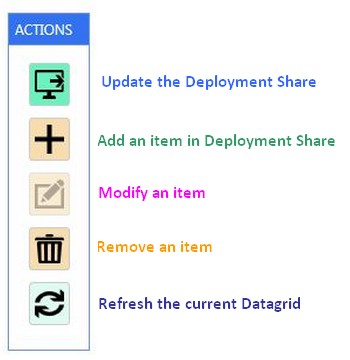 ACTIONS
Update the Deployment Share
Add an item in Deployment Share
Modify an item
Remove an item
Refresh the current Datagrid